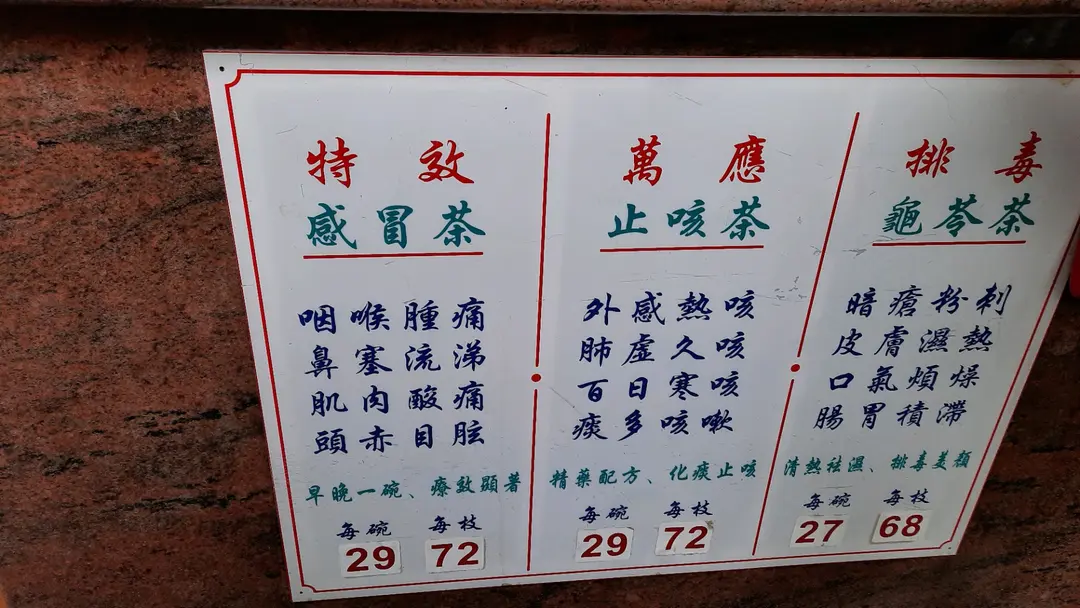 特效
感冒茶
咽喉腫痛
鼻塞流涕
肌肉酸痛
頭赤目眩
早晚一碗、療效顯著
每碗 每枝
29 72
萬應
止咳茶
外感熱咳
肺虛久咳
百日寒咳
痰多咳嗽
精藥配方、化痰止咳
每碗 每枝
29 72
排毒
龜苓茶
暗瘡粉刺
皮膚濕熱
口氣煩燥
腸胃積滯
清熱祛濕、排毒美顏
每碗 每枝
27 68